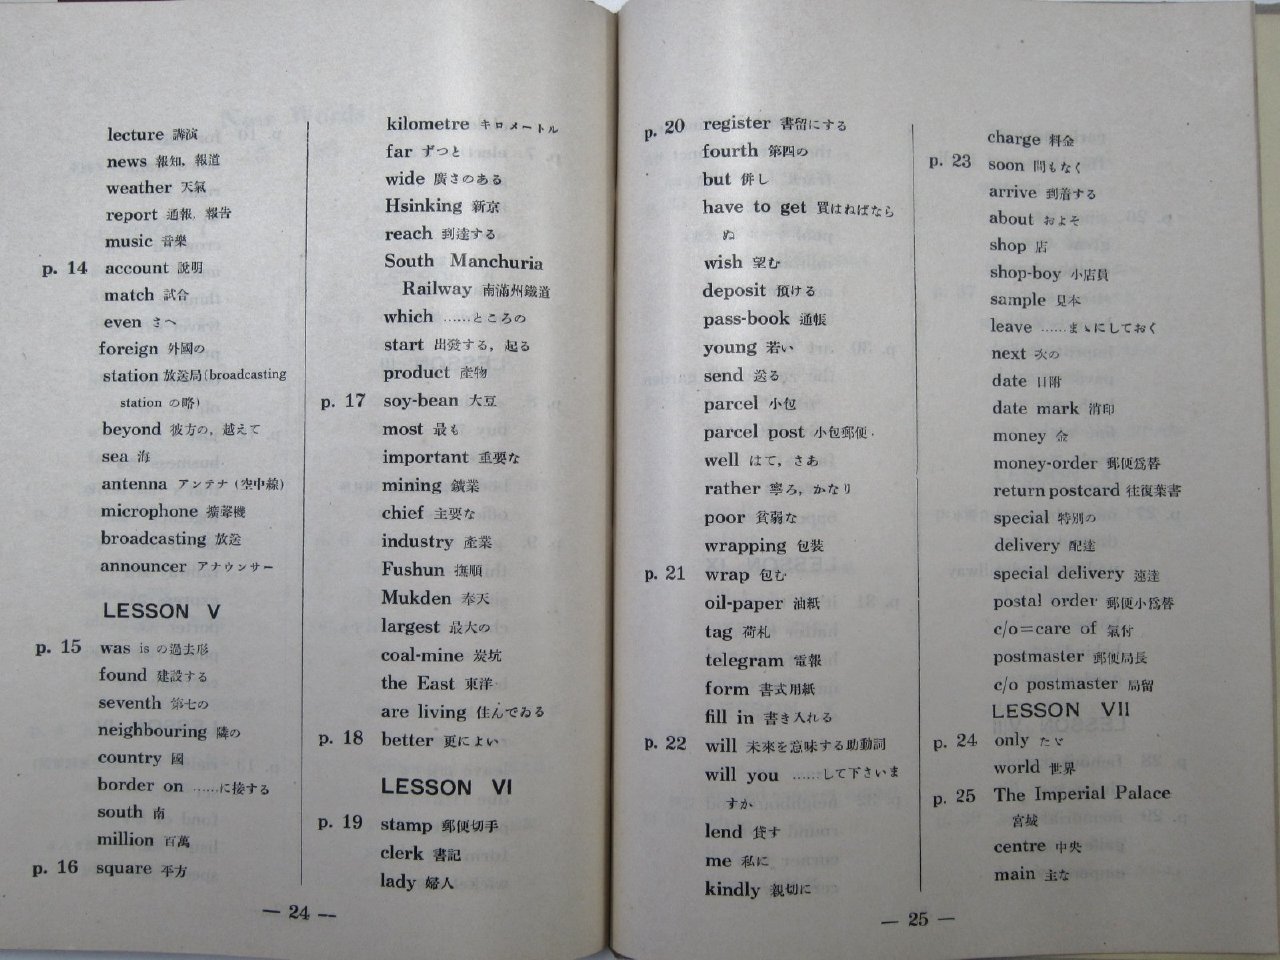 lecture 講演
news 報知，報道
weather 天氣
report 通報，報告
music 音樂
p. 14 account 說明
match 試合
even さへ
foreign 外國の
station 放送局(broadcasting
station の略)
beyond 彼方の，越えて
sea 海
antenna アンテナ (空中線)
microphone 擴聲機
broadcasting 放送
announcer アナウンサー
LESSON V
p. 15 was is の過去形
found 建設する
seventh 第七の
neighbouring 隣の
country 國
border on ……に接する
south 南
million 百萬
p. 16 square 平方
kilometre キロメートル
far ずつと
wide 廣さのある
Hsinking 新京
reach 到達する
South Manchuria
Railway 南滿州鐵道
which ……ところの
start 出發する，起る
product 產物
p. 17 soy-bean 大豆
most 最も
important 重要な
mining 鑛業
chief 主要な
industry 產業
Fushun 撫順
Mukden 奉天
largest 最大の
coal-mine 炭坑
the East 東洋
are living 住んでゐる
p. 18 better 更によい
LESSON VI
p. 19 stamp 郵便切手
clerk 書記
lady 婦人
— 24 —
p. 20 register 書留にする
fourth 第四の
but 併し
have to get 買はねばなら
ぬ
wish 望む
deposit 預ける
pass-book 通帳
young 若い
send 送る
parcel 小包
parcel post 小包郵便
well はて，さあ
rather 寧ろ，かなり
poor 貧弱な
wrapping 包装
p. 21 wrap 包む
oil-paper 油紙
tag 荷札
telegram 電報
form 書式用紙
fill in 書き入れる
p. 22 will 未來を意味する助動詞
will you ……して下さいま
すか
lend 貸す
me 私に
kindly 親切に
charge 料金
p. 23 soon 間もなく
arrive 到着する
about およそ
shop 店
shop-boy 小店員
sample 見本
leave ……まゝにしておく
next 次の
date 日附
date mark 消印
money 金
money-order 郵便爲替
return postcard 往復葉書
special 特別の
delivery 配達
special delivery 速達
postal order 郵便小爲替
c/o=care of 氣付
postmaster 郵便局長
c/o postmaster 局留
LESSON VII
p. 24 only たゞ
world 世界
p. 25 The Imperial Palace
宮城
centre 中央
main 主な
— 25 —